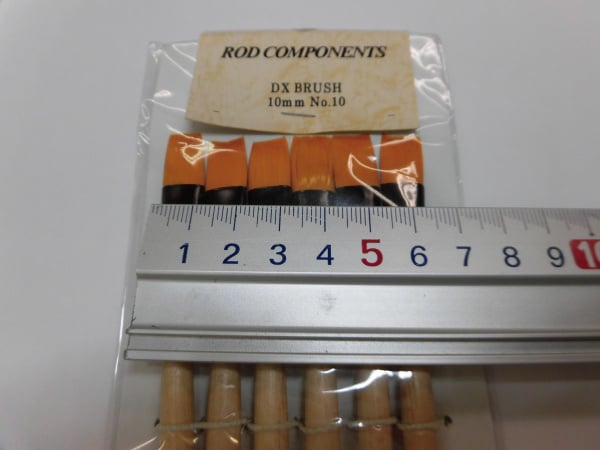 ROD COMPONENTS
DX BRUSH
10mm No.10
1 2 3 4 5 6 7 8 9 10